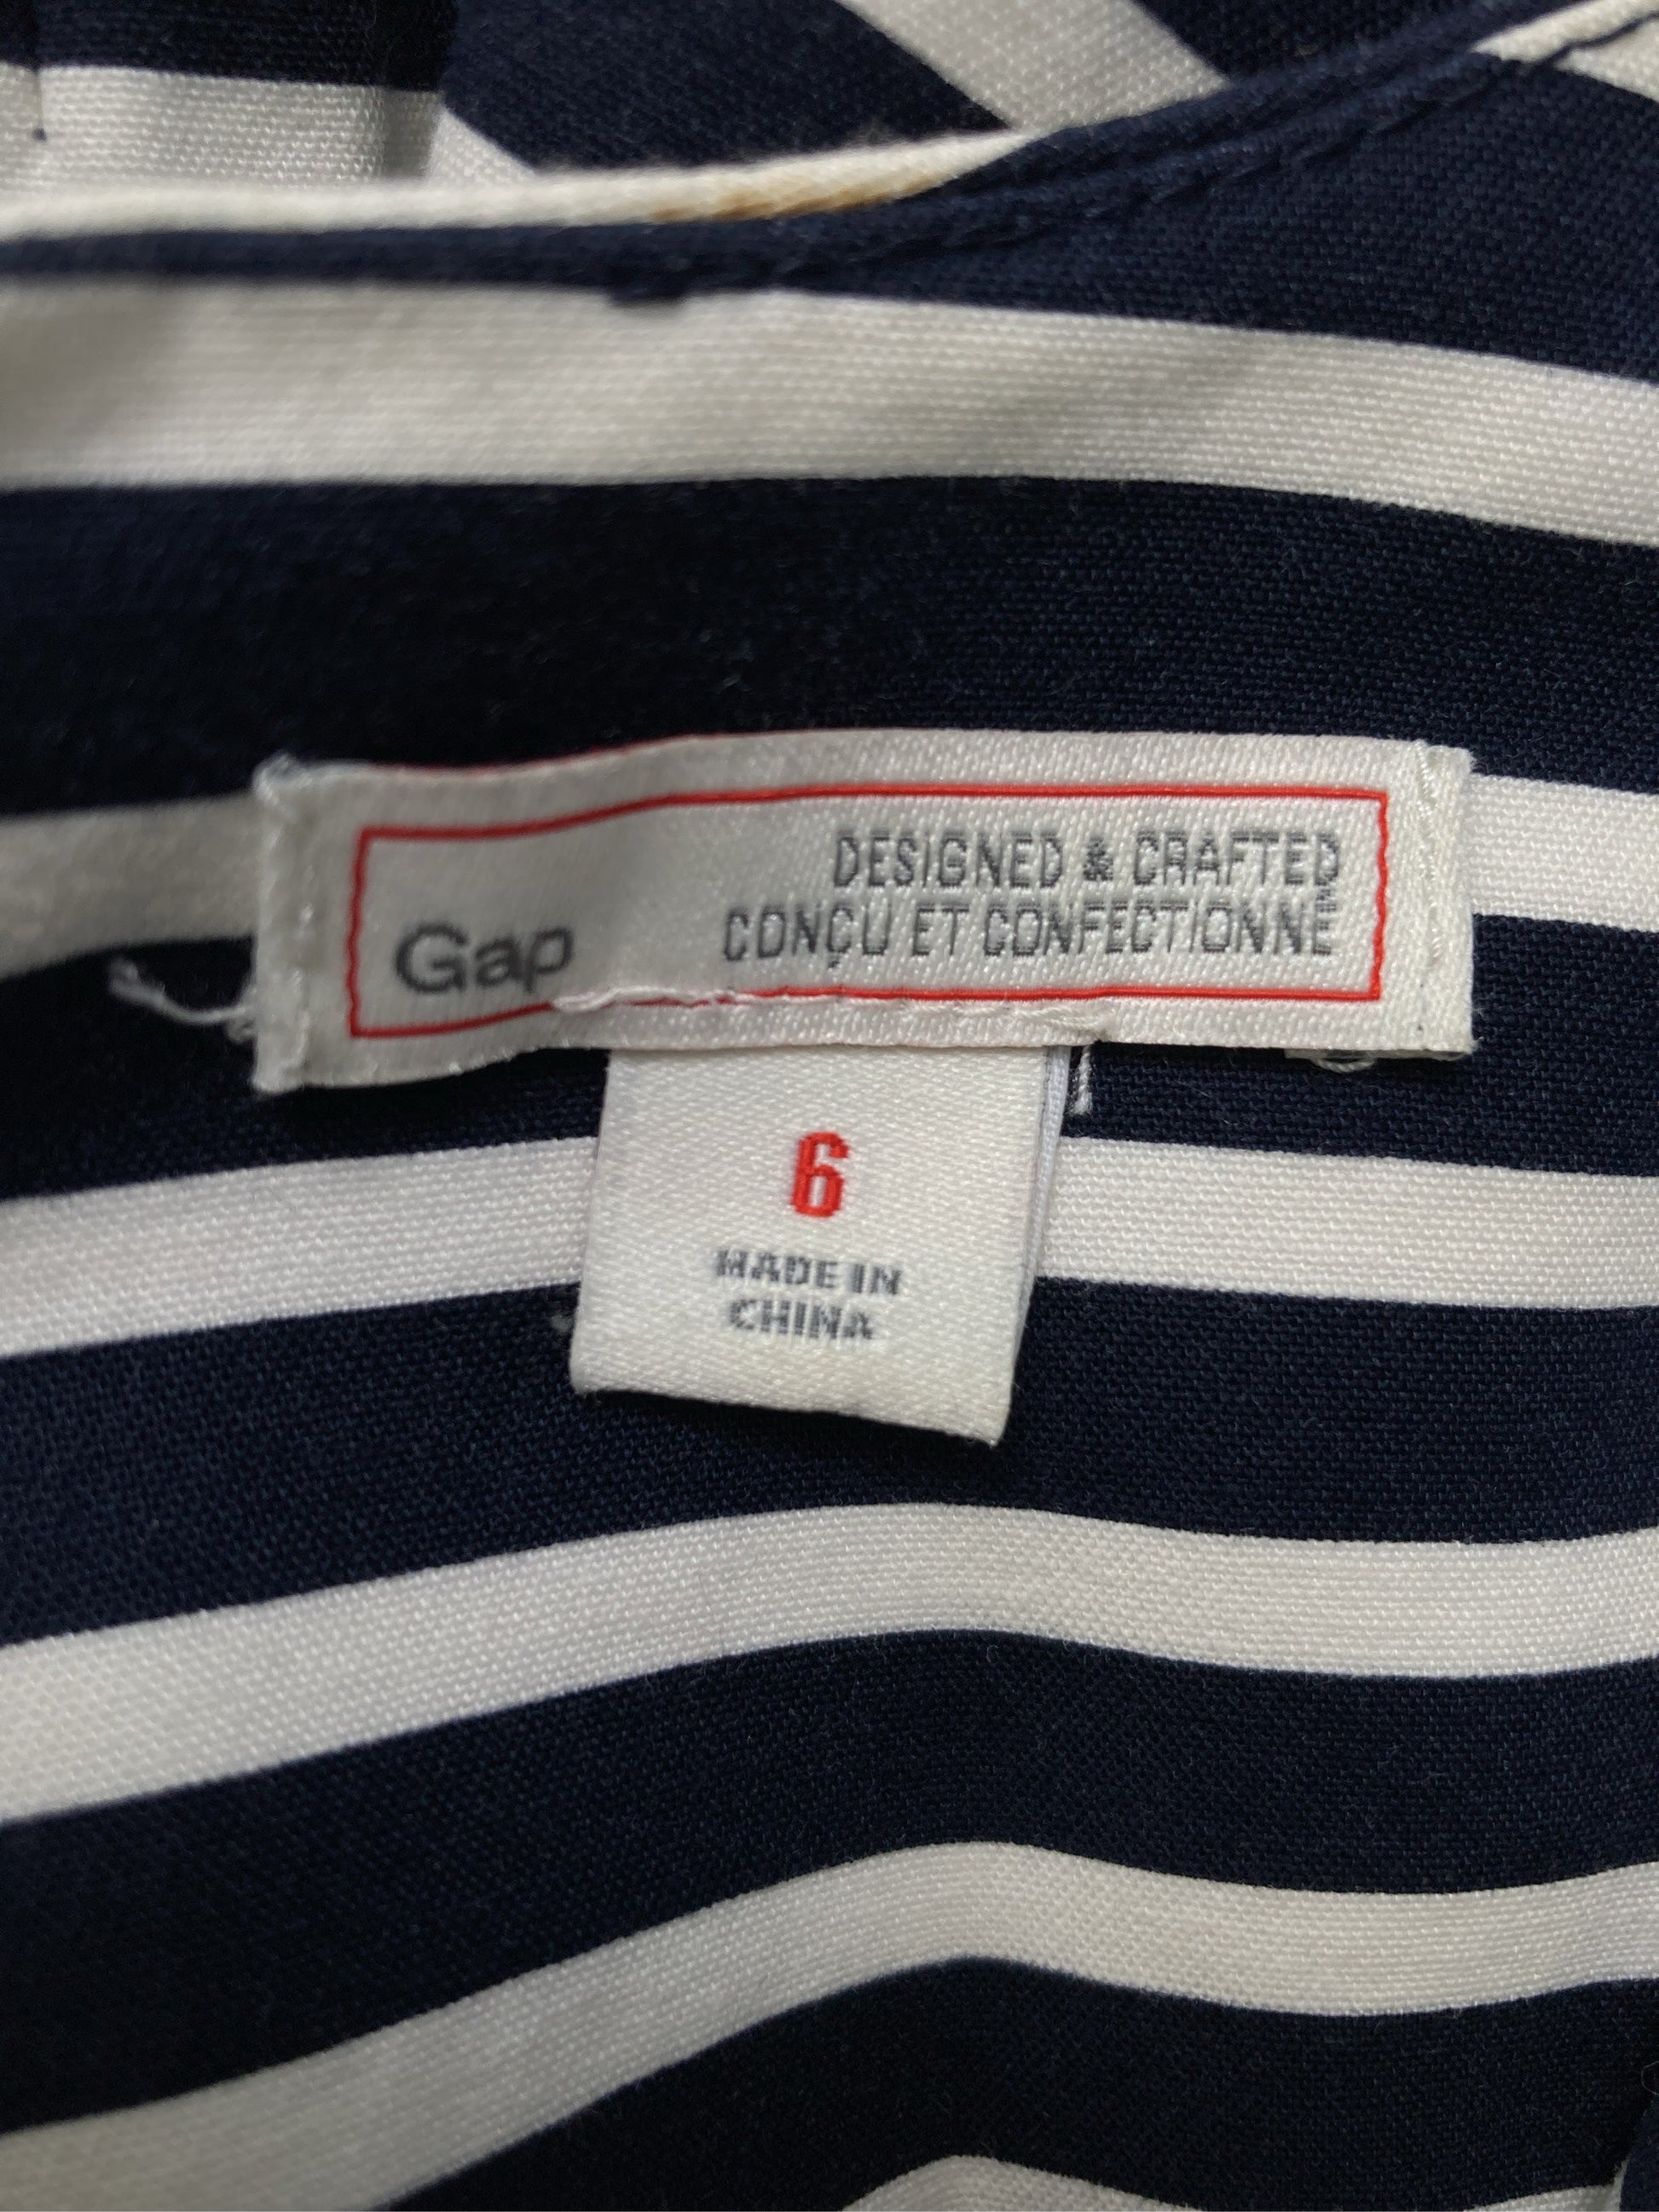 DESIGNED & CRAFTED
CONÇU ET CONFECTIONNÉ
Gap
6
MADE IN
CHINA